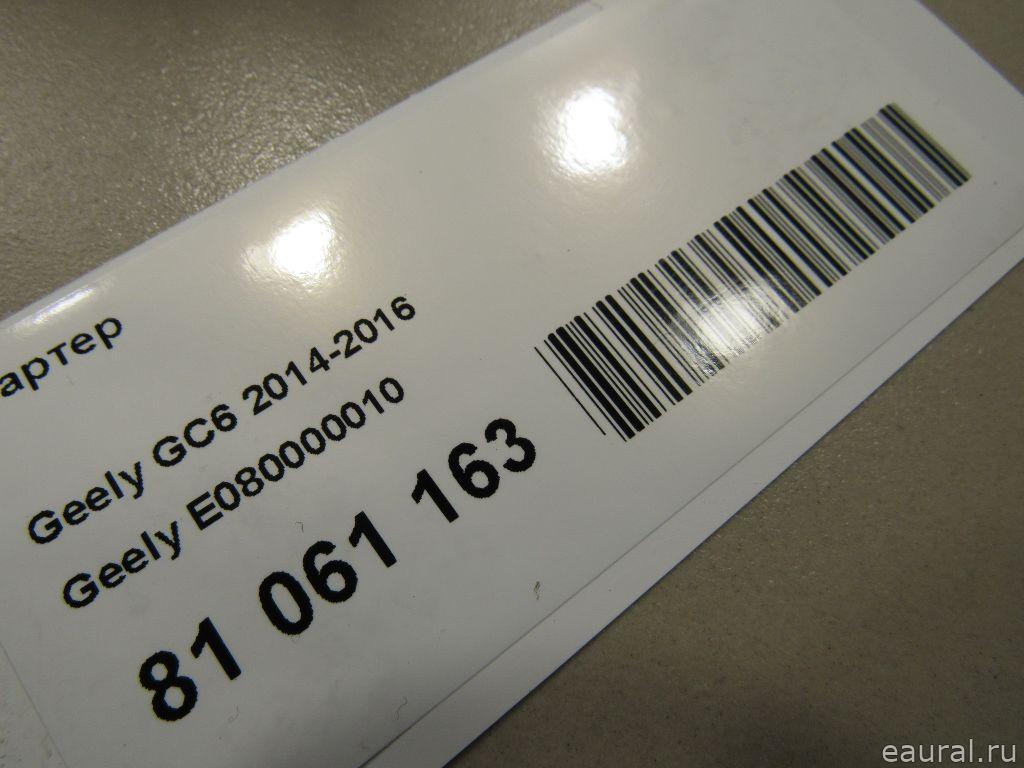 артер
Geely GC6 2014-2016
Geely E080000010
81 061 163
eaural.ru